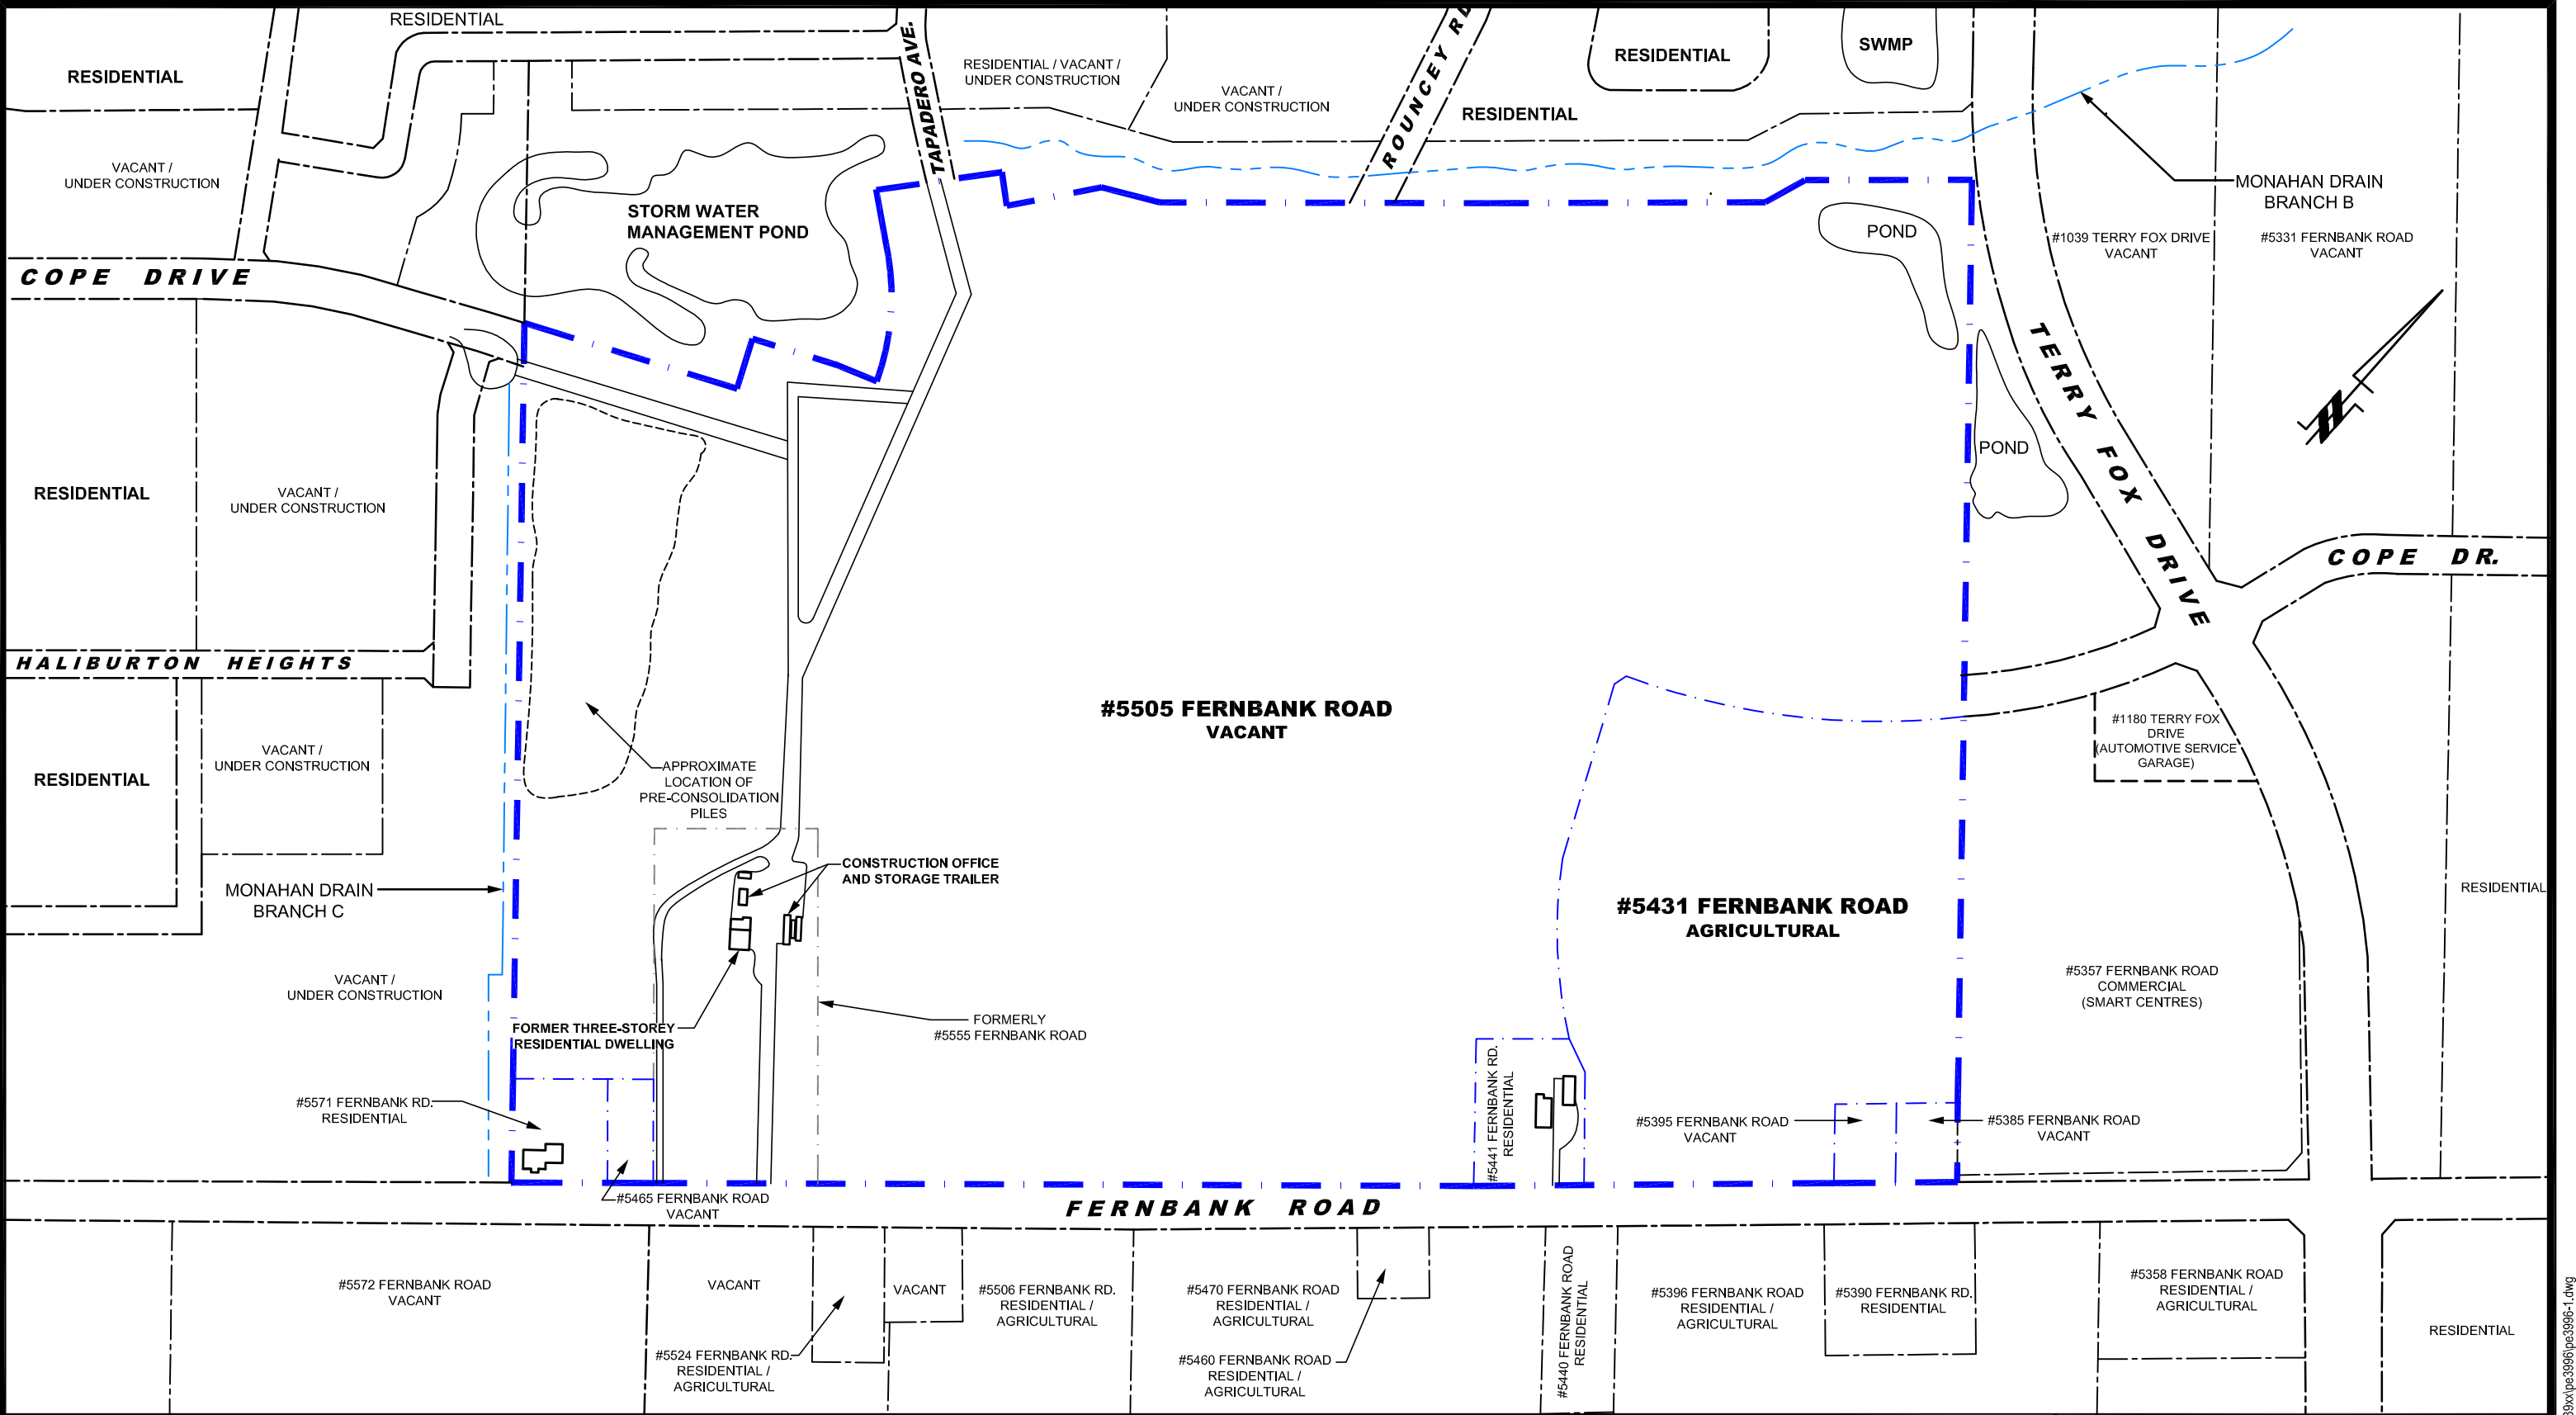 RESIDENTIAL
RESIDENTIAL
VACANT /
UNDER CONSTRUCTION
TAPADERO AVE.
RESIDENTIAL / VACANT /
UNDER CONSTRUCTION
VACANT /
UNDER CONSTRUCTION
ROUNCEY RD
RESIDENTIAL
RESIDENTIAL
SWMP
MONAHAN DRAIN
BRANCH B
#1039 TERRY FOX DRIVE
VACANT
#5331 FERNBANK ROAD
VACANT
STORM WATER
MANAGEMENT POND
POND
COPE DRIVE
POND
TERRY FOX DRIVE
N
COPE DR.
RESIDENTIAL
VACANT /
UNDER CONSTRUCTION
HALIBURTON HEIGHTS
RESIDENTIAL
VACANT /
UNDER CONSTRUCTION
APPROXIMATE
LOCATION OF
PRE-CONSOLIDATION
PILES
#5505 FERNBANK ROAD
VACANT
#1180 TERRY FOX
DRIVE
(AUTOMOTIVE SERVICE
GARAGE)
MONAHAN DRAIN
BRANCH C
CONSTRUCTION OFFICE
AND STORAGE TRAILER
#5431 FERNBANK ROAD
AGRICULTURAL
RESIDENTIAL
VACANT /
UNDER CONSTRUCTION
FORMER THREE-STOREY
RESIDENTIAL DWELLING
FORMERLY
#5555 FERNBANK ROAD
#5357 FERNBANK ROAD
COMMERCIAL
(SMART CENTRES)
#5571 FERNBANK RD.
RESIDENTIAL
#5441 FERNBANK RD.
RESIDENTIAL
#5395 FERNBANK ROAD
VACANT
#5385 FERNBANK ROAD
VACANT
#5465 FERNBANK ROAD
VACANT
FERNBANK ROAD
#5572 FERNBANK ROAD
VACANT
VACANT
#5524 FERNBANK RD.
RESIDENTIAL /
AGRICULTURAL
VACANT
#5506 FERNBANK RD.
RESIDENTIAL /
AGRICULTURAL
#5470 FERNBANK ROAD
RESIDENTIAL /
AGRICULTURAL
#5460 FERNBANK ROAD
RESIDENTIAL /
AGRICULTURAL
#5440 FERNBANK ROAD
RESIDENTIAL
#5396 FERNBANK ROAD
RESIDENTIAL /
AGRICULTURAL
#5390 FERNBANK RD.
RESIDENTIAL
#5358 FERNBANK ROAD
RESIDENTIAL /
AGRICULTURAL
RESIDENTIAL
39xx\pe3996\pe3996-1.dwg